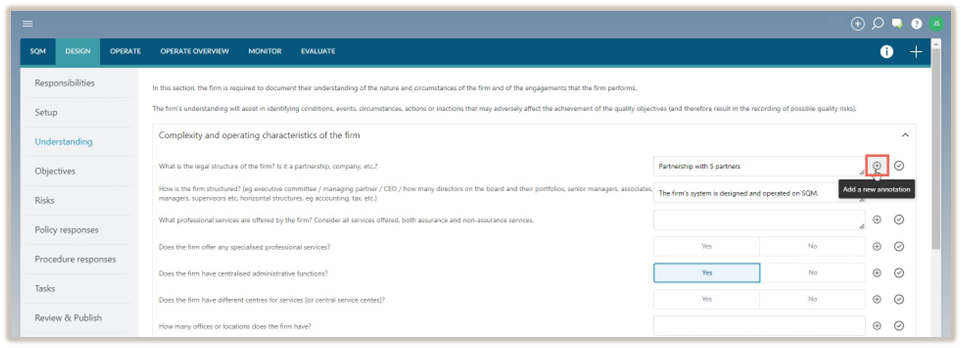 JS
SQM DESIGN OPERATE OPERATE OVERVIEW MONITOR EVALUATE
Responsibilities
Setup
Understanding
Objectives
Risks
Policy responses
Procedure responses
Tasks
Review & Publish
In this section, the firm is required to document their understanding of the nature and circumstances of the firm and of the engagements that the firm performs.
The firm's understanding will assist in identifying conditions, events, circumstances, actions or inactions that may adversely affect the achievement of the quality objectives (and therefore result in the recording of possible quality risks).
Complexity and operating characteristics of the firm
What is the legal structure of the firm? Is it a partnership, company, etc.?
Partnership with 5 partners
Add a new annotation
How is the firm structured? (eg executive committee / managing partner / CEO / how many directors on the board and their portfolios, senior managers, associates,
managers, supervisors etc, horizontal structures. eg accounting, tax, etc.)
The firm's system is designed and operated on SQM.
What professional services are offered by the firm? Consider all services offered, both assurance and non-assurance services.
Does the firm offer any specialised professional services?
Yes No
Does the firm have centralised administrative functions?
Yes No
Does the firm have different centres for services (or central service centes)?
Yes No
How many offices or locations does the firm have?